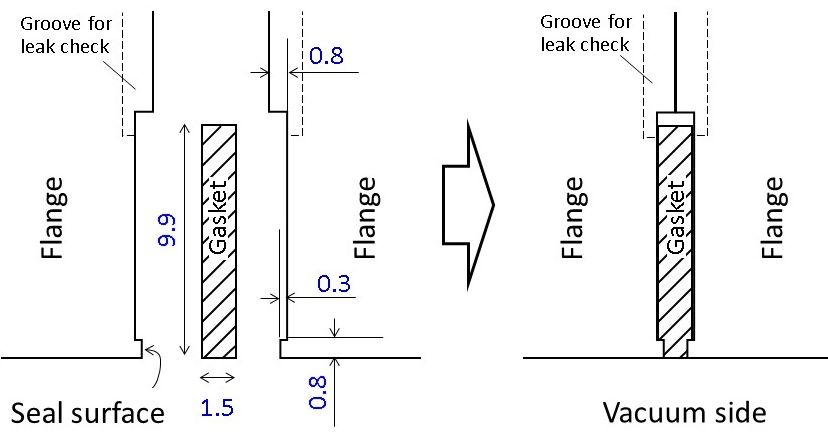 Groove for
leak check
0.8
Flange
9.9
Gasket
Flange
0.3
0.8
1.5
Seal surface
Groove for
leak check
Flange
Gasket
Flange
Vacuum side